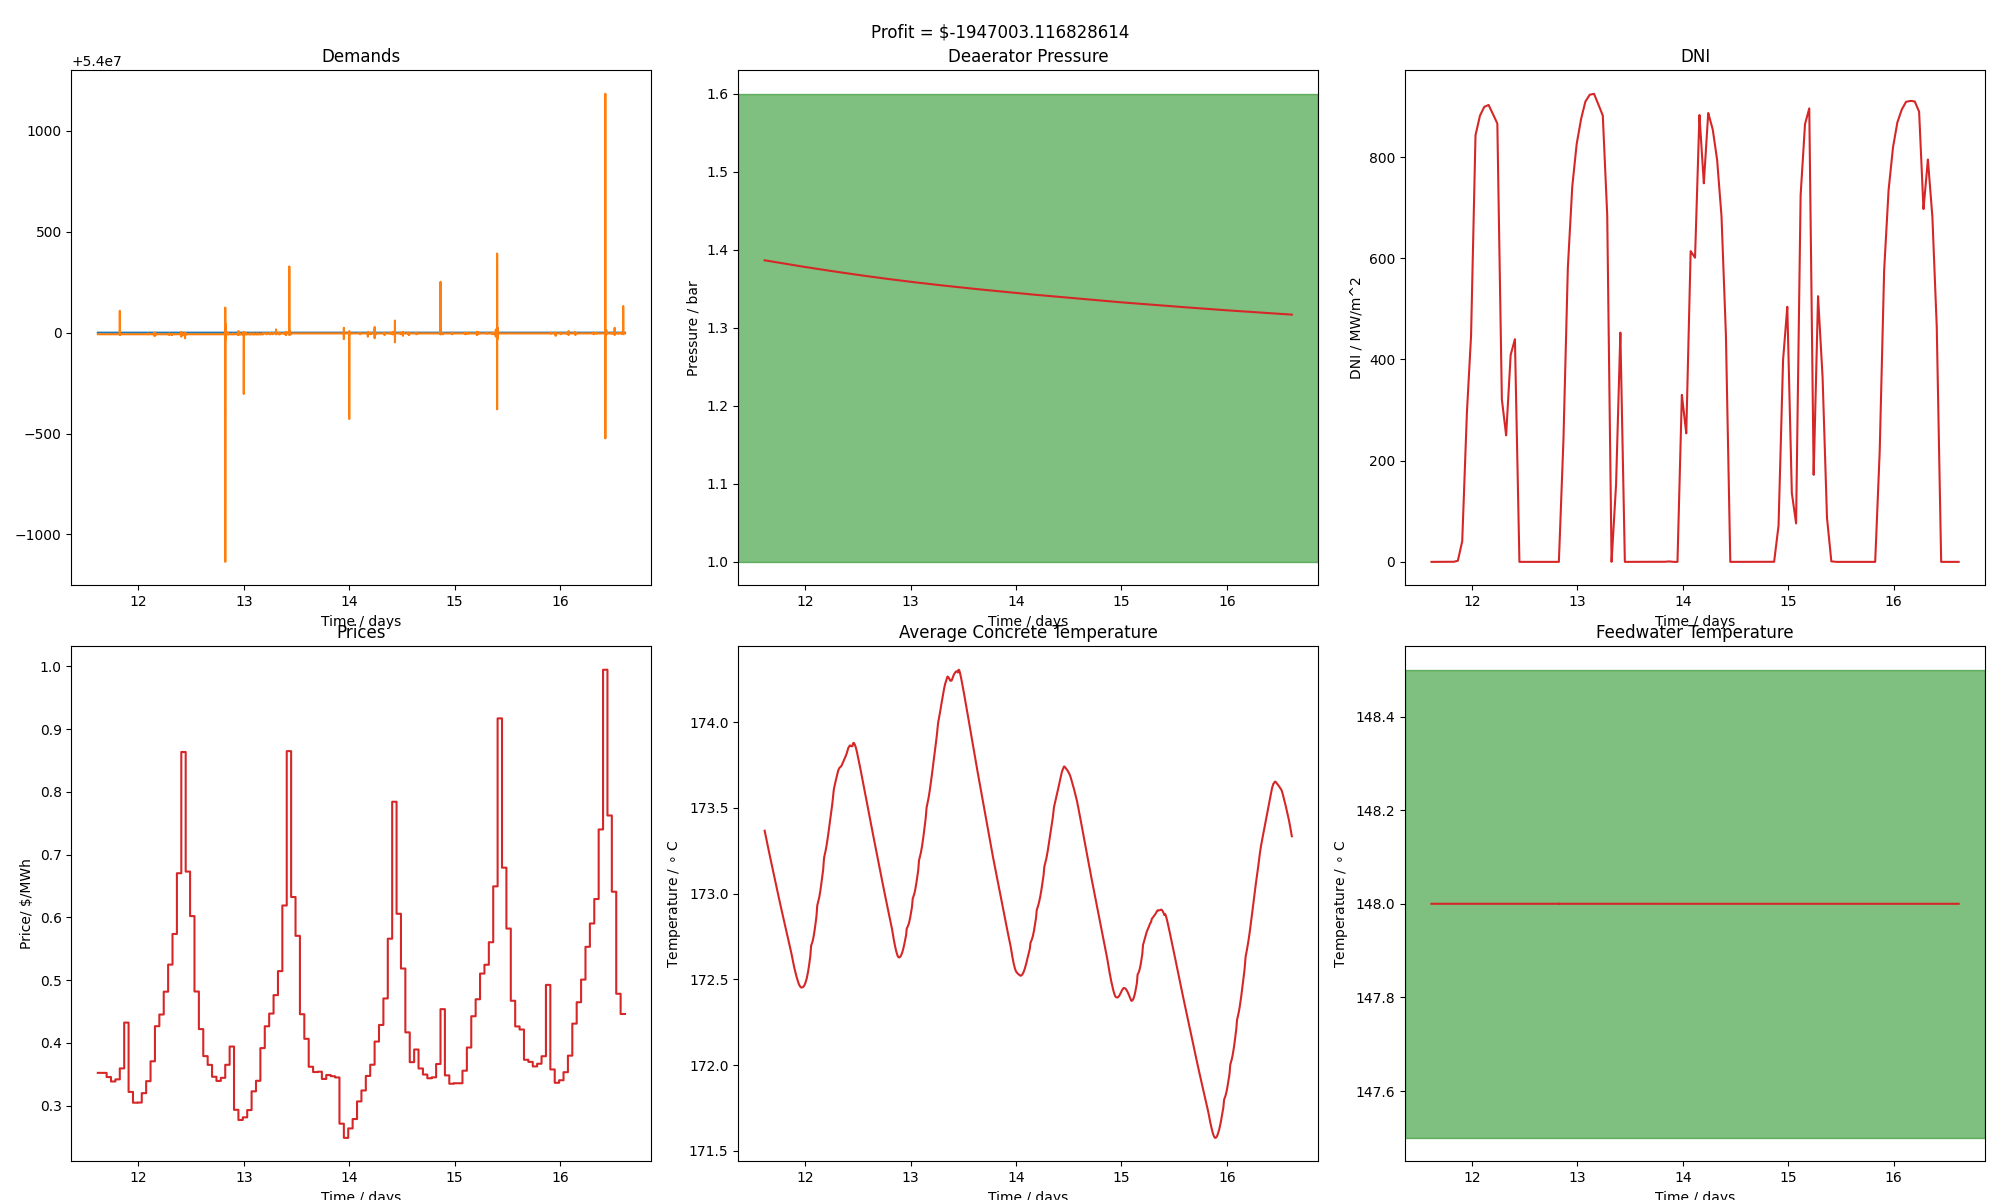 Profit = $-1947003.116828614
Demands
+5.4e7
1000
500
0
−500
−1000
12 13 14 15 16
Time / days
Deaerator Pressure
Pressure / bar
1.6
1.5
1.4
1.3
1.2
1.1
1.0
12 13 14 15 16
Time / days
DNI
DNI / MW/m^2
800
600
400
200
0
12 13 14 15 16
Time / days
Prices
Price/ $/MWh
1.0
0.9
0.8
0.7
0.6
0.5
0.4
0.3
12 13 14 15 16
Time / days
Average Concrete Temperature
Temperature / ∘ C
174.0
173.5
173.0
172.5
172.0
171.5
12 13 14 15 16
Time / days
Feedwater Temperature
Temperature / ∘ C
148.4
148.2
148.0
147.8
147.6
12 13 14 15 16
Time / days